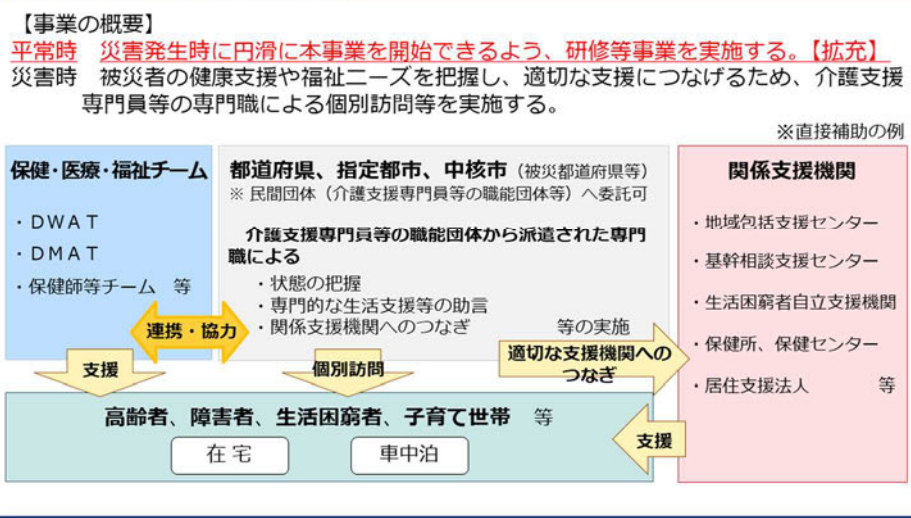 【事業の概要】
平常時　災害発生時に円滑に本事業を開始できるよう、研修等事業を実施する。【拡充】
災害時　被災者の健康支援や福祉ニーズを把握し、適切な支援につなげるため、介護支援
専門員等の専門職による個別訪問等を実施する。
※直接補助の例
保健・医療・福祉チーム
・DWAT
・DMAT
・保健師等チーム　等
都道府県、指定都市、中核市（被災都道府県等）
※ 民間団体（介護支援専門員等の職能団体等）へ委託可
介護支援専門員等の職能団体から派遣された専門
職による
・状態の把握
・専門的な生活支援等の助言
・関係支援機関へのつなぎ　等の実施
連携・協力
支援
個別訪問
適切な支援機関への
つなぎ
関係支援機関
・地域包括支援センター
・基幹相談支援センター
・生活困窮者自立支援機関
・保健所、保健センター
・居住支援法人　等
高齢者、障害者、生活困窮者、子育て世帯　等
在宅
車中泊
支援